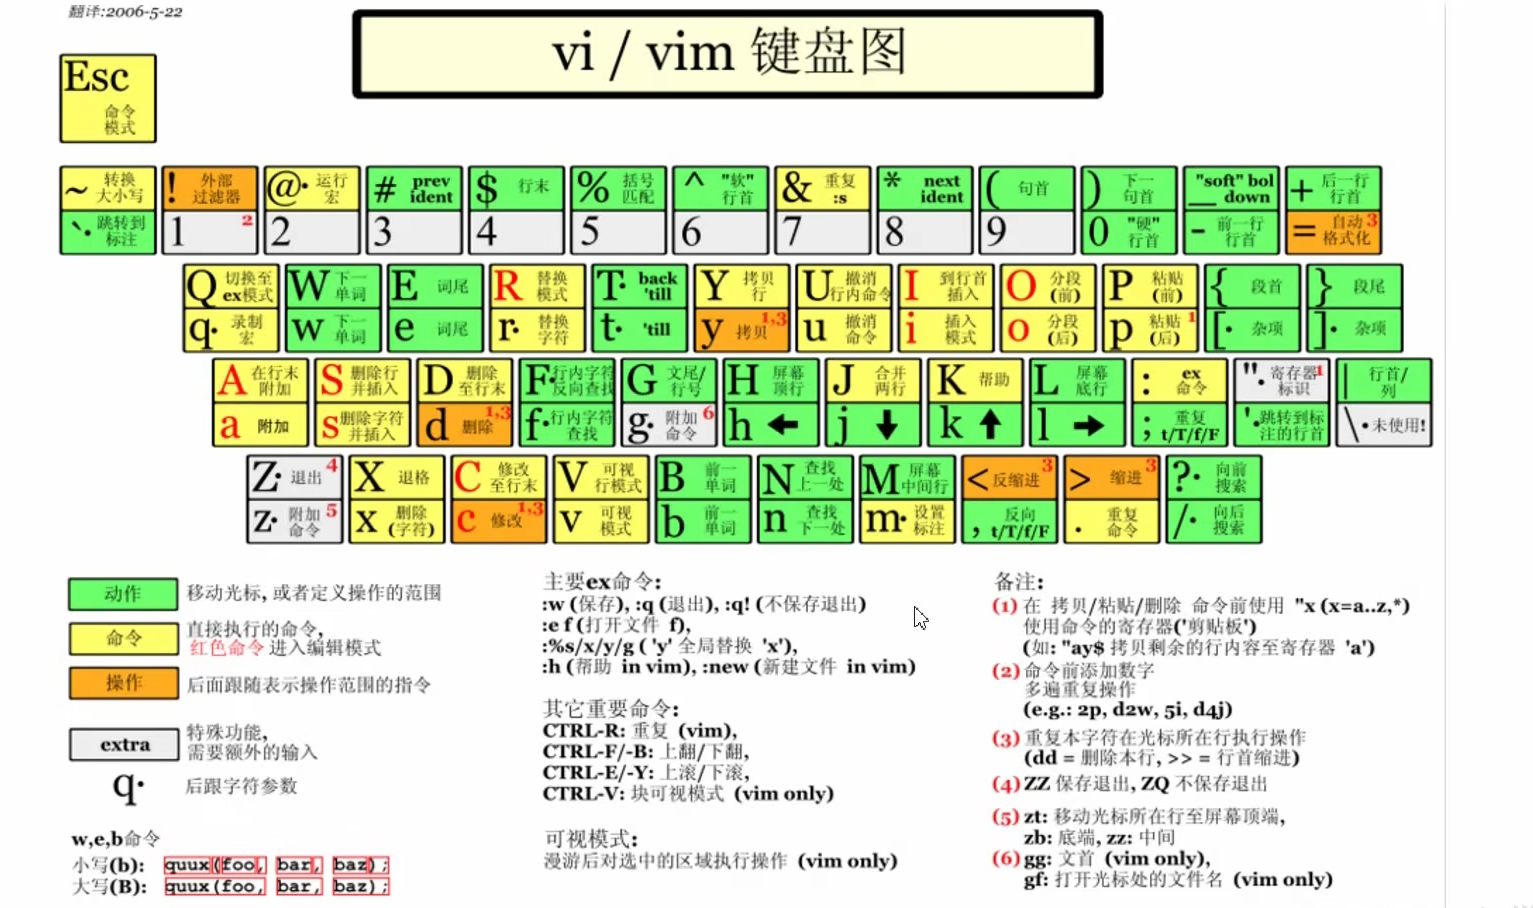 翻译:2006-5-22
vi / vim 键盘图
Esc 命令模式
~ 转换大小写
! 外部过滤器
@· 运行宏
# prev ident
$ 行末
% 括号匹配
^ "软"行首
& 重复 :s
* next ident
( 句首
) 下一句首
_ "soft" bol down
+ 后一行行首
`· 跳转到标注
1 2
2
3
4
5
6
7
8
9
0 "硬"行首
- 前一行行首
= 自动格式化 3
Q 切换至ex模式
W 下一单词
E 词尾
R 替换模式
T· back 'till
Y 拷贝行
U 撤消行内命令
I 到行首插入
O 分段(前)
P 粘贴(前)
{ 段首
} 段尾
q· 录制宏
w 下一单词
e 词尾
r· 替换字符
t· 'till
y 拷贝 1,3
u 撤消命令
i 插入模式
o 分段(后)
p 粘贴(后) 1
[· 杂项
]· 杂项
A 在行末附加
S 删除行并插入
D 删除至行末
F· 行内字符反向查找
G 文尾/行号
H 屏幕顶行
J 合并两行
K 帮助
L 屏幕底行
: ex命令
"· 寄存器标识 1
| 行首/列
a 附加
s 删除字符并插入
d 删除 1,3
f· 行内字符查找
g· 附加命令 6
h ←
j ↓
k ↑
l →
; 重复 t/T/f/F
'· 跳转到标注的行首
\· 未使用!
Z· 退出 4
X 退格
C 修改至行末
V 可视行模式
B 前一单词
N 查找上一处
M 屏幕中间行
< 反缩进 3
> 缩进 3
?· 向前搜索
z· 附加命令 5
x 删除(字符)
c 修改 1,3
v 可视模式
b 前一单词
n 查找下一处
m· 设置标注
, 反向 t/T/f/F
. 重复命令
/· 向后搜索
动作 移动光标, 或者定义操作的范围
命令 直接执行的命令,
红色命令 进入编辑模式
操作 后面跟随表示操作范围的指令
extra 特殊功能,
需要额外的输入
q· 后跟字符参数
w,e,b命令
小写(b): quux(foo, bar, baz);
大写(B): quux(foo, bar, baz);
主要ex命令:
:w (保存), :q (退出), :q! (不保存退出)
:e f (打开文件 f),
:%s/x/y/g ( 'y' 全局替换 'x'),
:h (帮助 in vim), :new (新建文件 in vim)
其它重要命令:
CTRL-R: 重复 (vim),
CTRL-F/-B: 上翻/下翻,
CTRL-E/-Y: 上滚/下滚,
CTRL-V: 块可视模式 (vim only)
可视模式:
漫游后对选中的区域执行操作 (vim only)
备注:
(1) 在 拷贝/粘贴/删除 命令前使用 "x (x=a..z,*)
使用命令的寄存器('剪贴板')
(如: "ay$ 拷贝剩余的行内容至寄存器 'a')
(2) 命令前添加数字
多遍重复操作
(e.g.: 2p, d2w, 5i, d4j)
(3) 重复本字符在光标所在行执行操作
(dd = 删除本行, >> = 行首缩进)
(4) ZZ 保存退出, ZQ 不保存退出
(5) zt: 移动光标所在行至屏幕顶端,
zb: 底端, zz: 中间
(6) gg: 文首 (vim only),
gf: 打开光标处的文件名 (vim only)